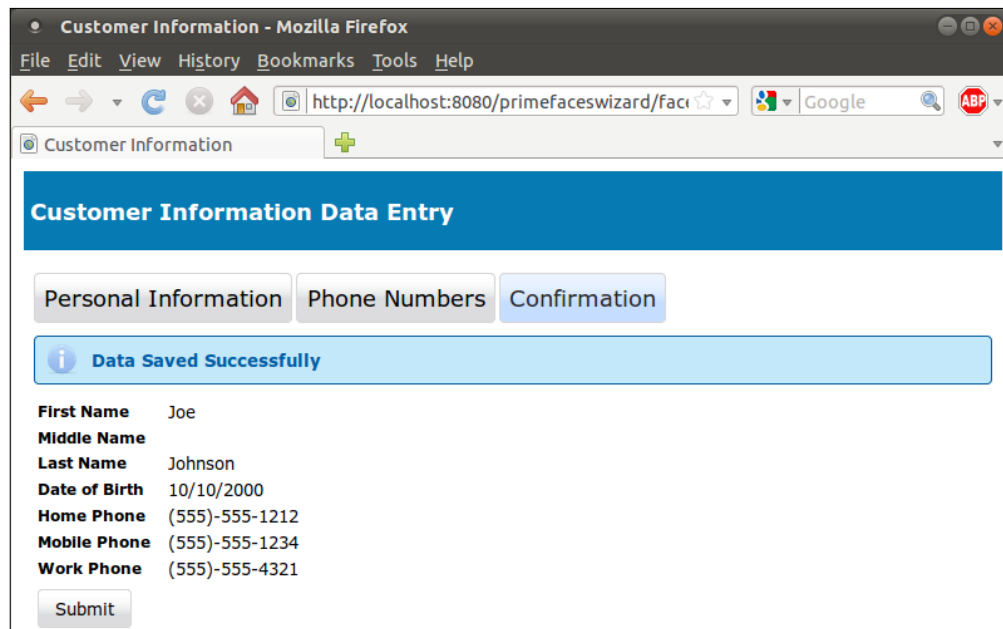 Customer Information - Mozilla Firefox
File Edit View History Bookmarks Tools Help
http://localhost:8080/primefaceswizard/face Google ABP
Customer Information
Customer Information Data Entry
Personal Information Phone Numbers Confirmation
i Data Saved Successfully
First Name Joe
Middle Name
Last Name Johnson
Date of Birth 10/10/2000
Home Phone (555)-555-1212
Mobile Phone (555)-555-1234
Work Phone (555)-555-4321
Submit